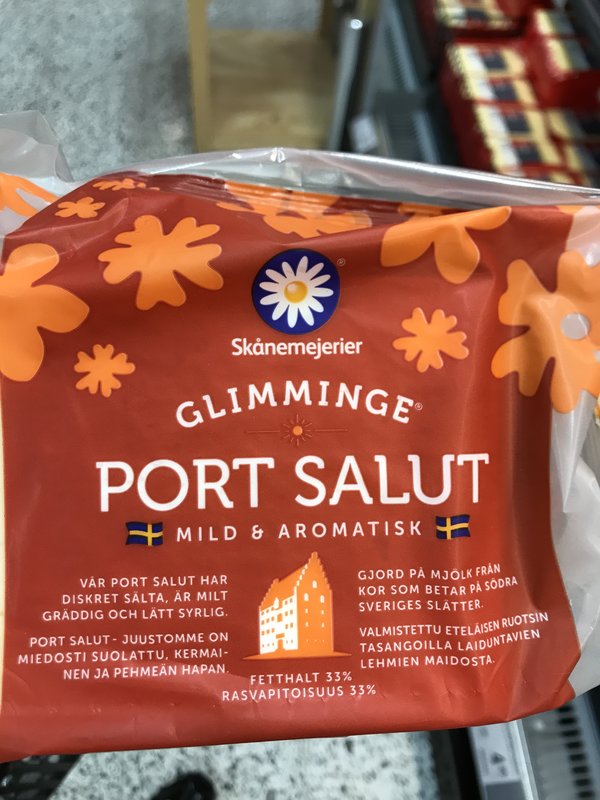 Skånemejerier
GLIMMINGE®
PORT SALUT
MILD & AROMATISK
VÅR PORT SALUT HAR
DISKRET SÄLTA, ÄR MILT
GRÄDDIG OCH LÄTT SYRLIG.
PORT SALUT- JUUSTOMME ON
MIEDOSTI SUOLATTU, KERMAI-
NEN JA PEHMEÄN HAPAN.
GJORD PÅ MJÖLK FRÅN
KOR SOM BETAR PÅ SÖDRA
SVERIGES SLÄTTER.
VALMISTETTU ETELÄISEN RUOTSIN
TASANGOILLA LAIDUNTAVIEN
LEHMIEN MAIDOSTA.
FETTHALT 33%
RASVAPITOISUUS 33%